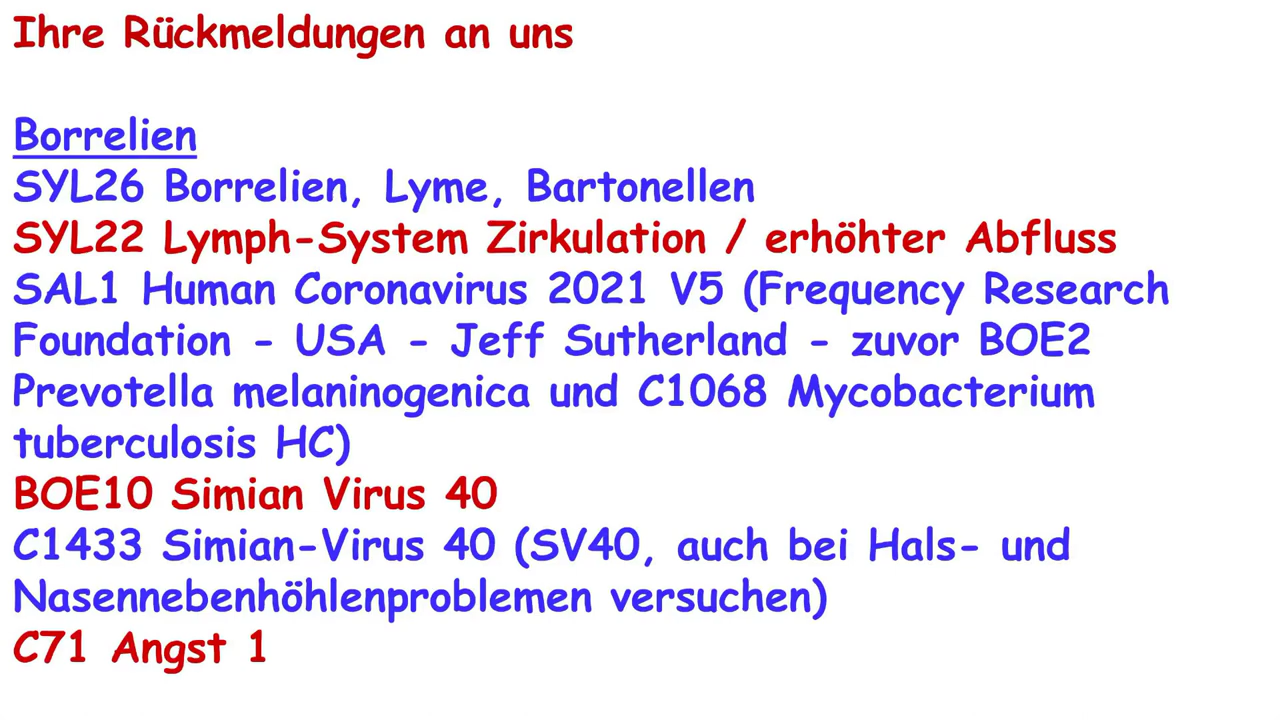 Ihre Rückmeldungen an uns
Borrelien
SYL26 Borrelien, Lyme, Bartonellen
SYL22 Lymph-System Zirkulation / erhöhter Abfluss
SAL1 Human Coronavirus 2021 V5 (Frequency Research
Foundation - USA - Jeff Sutherland - zuvor BOE2
Prevotella melaninogenica und C1068 Mycobacterium
tuberculosis HC)
BOE10 Simian Virus 40
C1433 Simian-Virus 40 (SV40, auch bei Hals- und
Nasennebenhöhlenproblemen versuchen)
C71 Angst 1